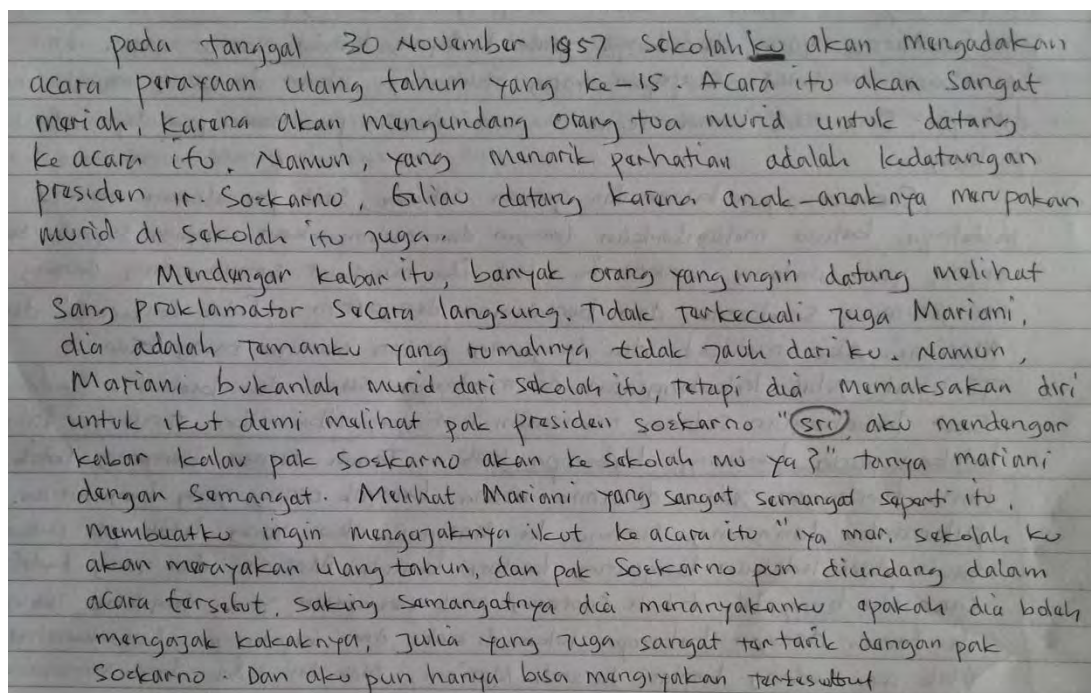 pada tanggal 30 November 1957 sekolahku akan mengadakan
acara perayaan ulang tahun yang ke-15. Acara itu akan sangat
meriah, karena akan mengundang orang tua murid untuk datang
ke acara itu. Namun, yang menarik perhatian adalah kedatangan
presiden ir. Soekarno, beliau datang karena anak-anaknya merupakan
murid di sekolah itu juga.
Mendengar kabar itu, banyak orang yang ingin datang melihat
Sang proklamator secara langsung. Tidak terkecuali juga Mariani,
dia adalah temanku yang rumahnya tidak jauh dariku. Namun,
Mariani bukanlah murid dari sekolah itu, tetapi dia memaksakan diri
untuk ikut demi melihat pak presiden soekarno "sri, aku mendengar
kabar kalau pak Soekarno akan ke sekolah mu ya?" tanya mariani
dengan semangat. Melihat Mariani yang sangat semangat seperti itu,
membuatku ingin mengajaknya ikut ke acara itu "iya mar, sekolah ku
akan merayakan ulang tahun, dan pak Soekarno pun diundang dalam
acara tersebut, saking semangatnya dia menanyakanku apakah dia boleh
mengajak kakaknya, Julia yang juga sangat tertarik dengan pak
Soekarno. Dan aku pun hanya bisa mengiyakan